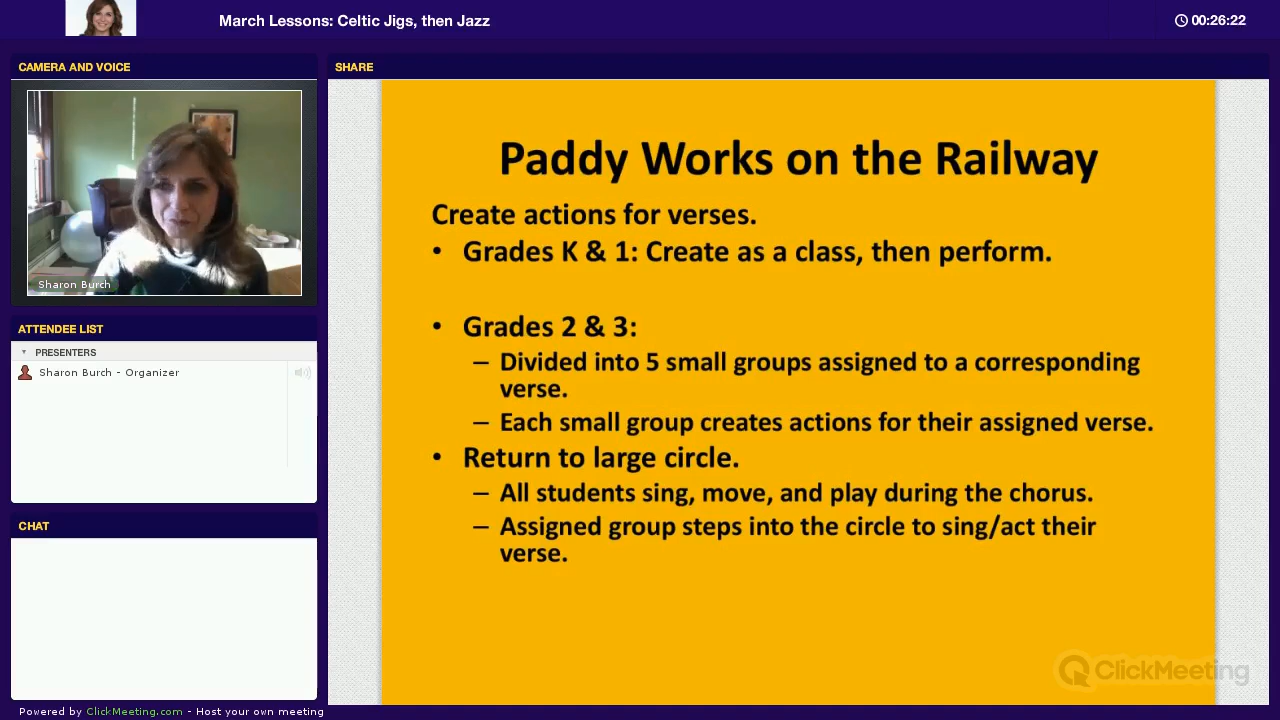 March Lessons: Celtic Jigs, then Jazz
00:26:22
CAMERA AND VOICE
Sharon Burch
ATTENDEE LIST
PRESENTERS
Sharon Burch - Organizer
CHAT
Powered by ClickMeeting.com - Host your own meeting
SHARE
Paddy Works on the Railway
Create actions for verses.
• Grades K & 1: Create as a class, then perform.
• Grades 2 & 3:
– Divided into 5 small groups assigned to a corresponding
verse.
– Each small group creates actions for their assigned verse.
• Return to large circle.
– All students sing, move, and play during the chorus.
– Assigned group steps into the circle to sing/act their
verse.
ClickMeeting